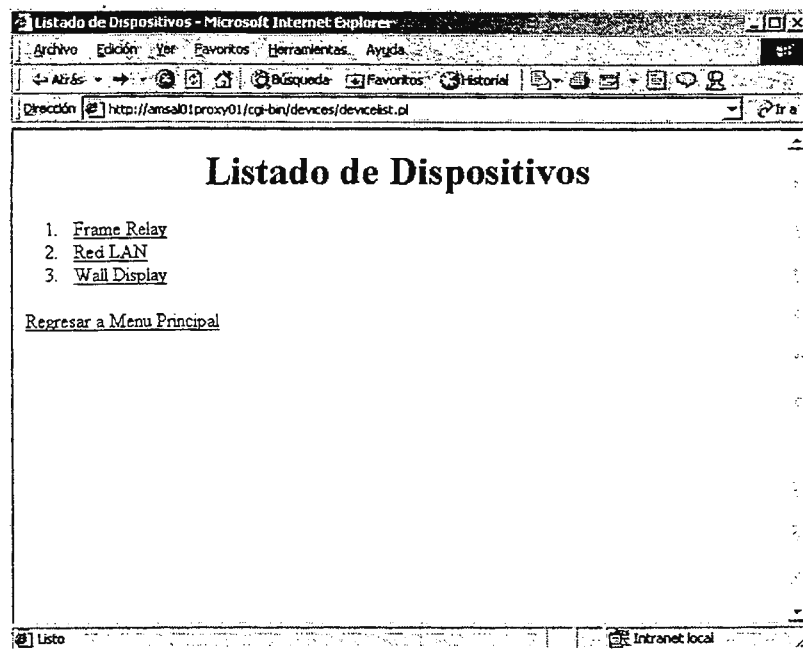 Listado de Dispositivos - Microsoft Internet Explorer
Archivo Edición Ver Favoritos Herramientas Ayuda
Atrás Búsqueda Favoritos Historial
Dirección http://amsal01proxy01/cgi-bin/devices/devicelist.pl Ir a
Listado de Dispositivos
1. Frame Relay
2. Red LAN
3. Wall Display
Regresar a Menu Principal
Listo Intranet local